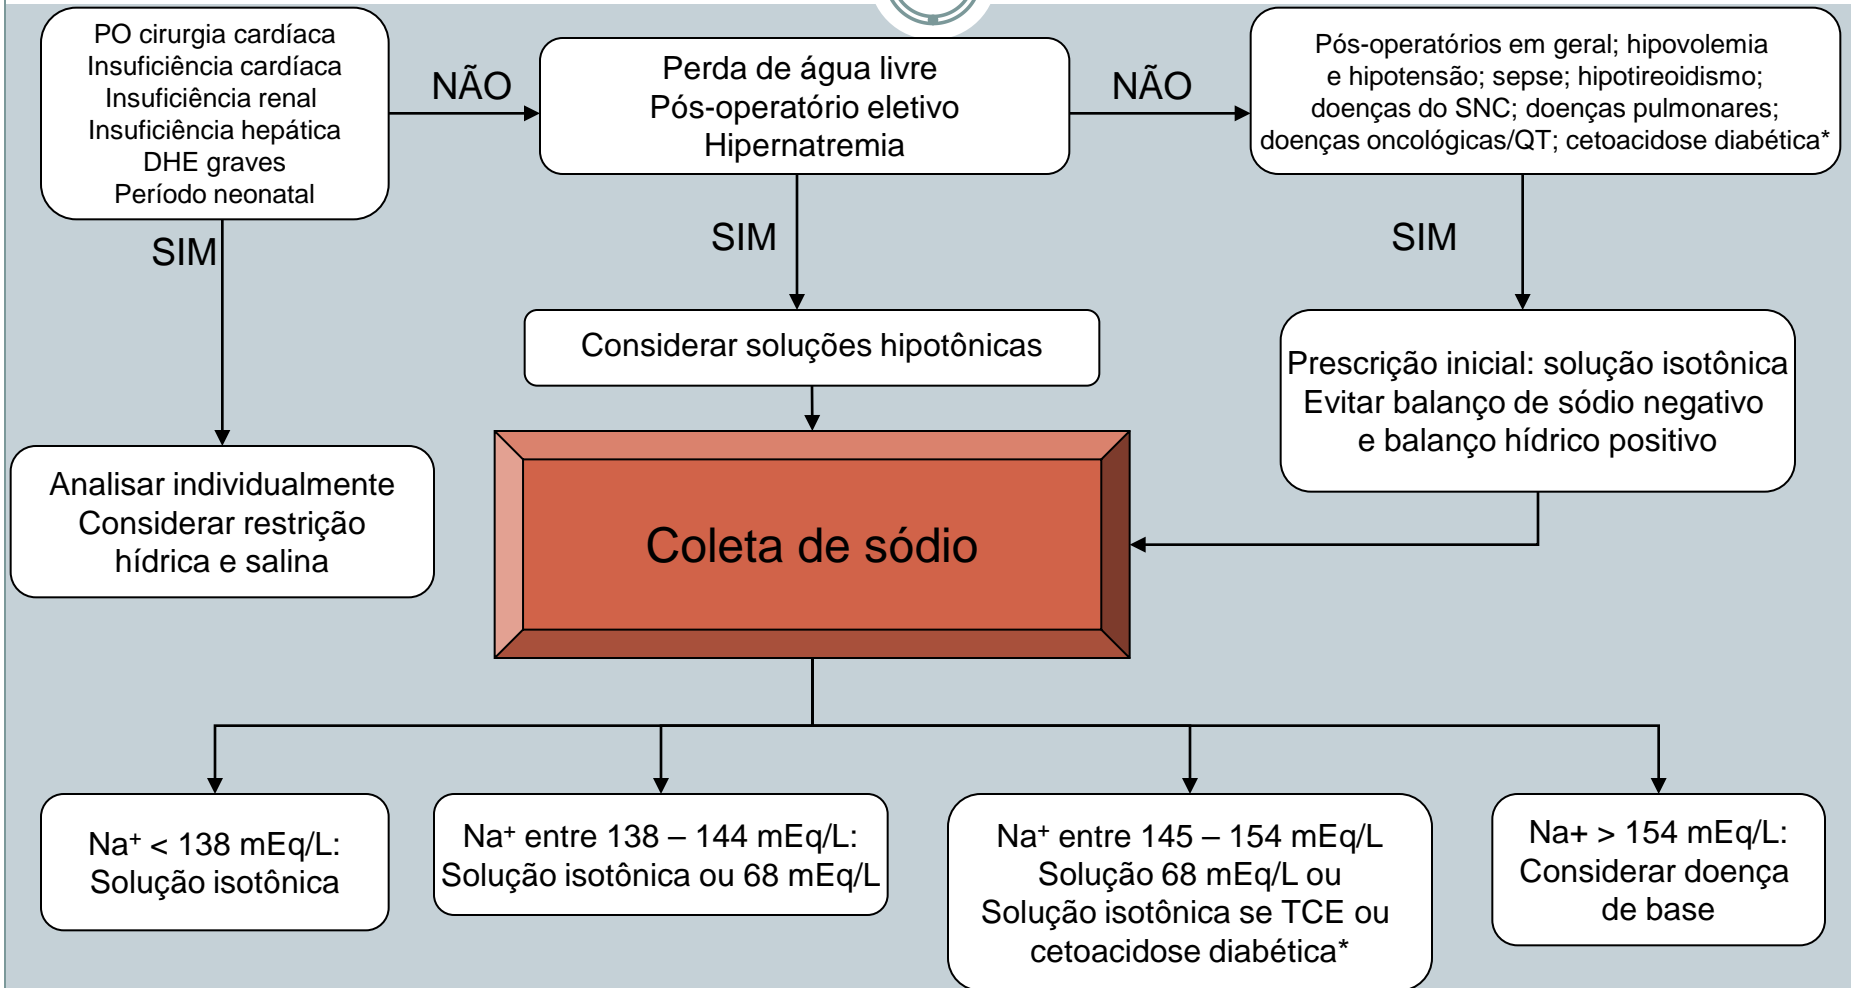 PO cirurgia cardíaca
Insuficiência cardíaca
Insuficiência renal
Insuficiência hepática
DHE graves
Período neonatal
NÃO
Perda de água livre
Pós-operatório eletivo
Hipernatremia
NÃO
Pós-operatórios em geral; hipovolemia
e hipotensão; sepse; hipotireoidismo;
doenças do SNC; doenças pulmonares;
doenças oncológicas/QT; cetoacidose diabética*
SIM
SIM
SIM
Considerar soluções hipotônicas
Prescrição inicial: solução isotônica
Evitar balanço de sódio negativo
e balanço hídrico positivo
Analisar individualmente
Considerar restrição
hídrica e salina
Coleta de sódio
Na⁺ < 138 mEq/L:
Solução isotônica
Na⁺ entre 138 – 144 mEq/L:
Solução isotônica ou 68 mEq/L
Na⁺ entre 145 – 154 mEq/L
Solução 68 mEq/L ou
Solução isotônica se TCE ou
cetoacidose diabética*
Na+ > 154 mEq/L:
Considerar doença
de base